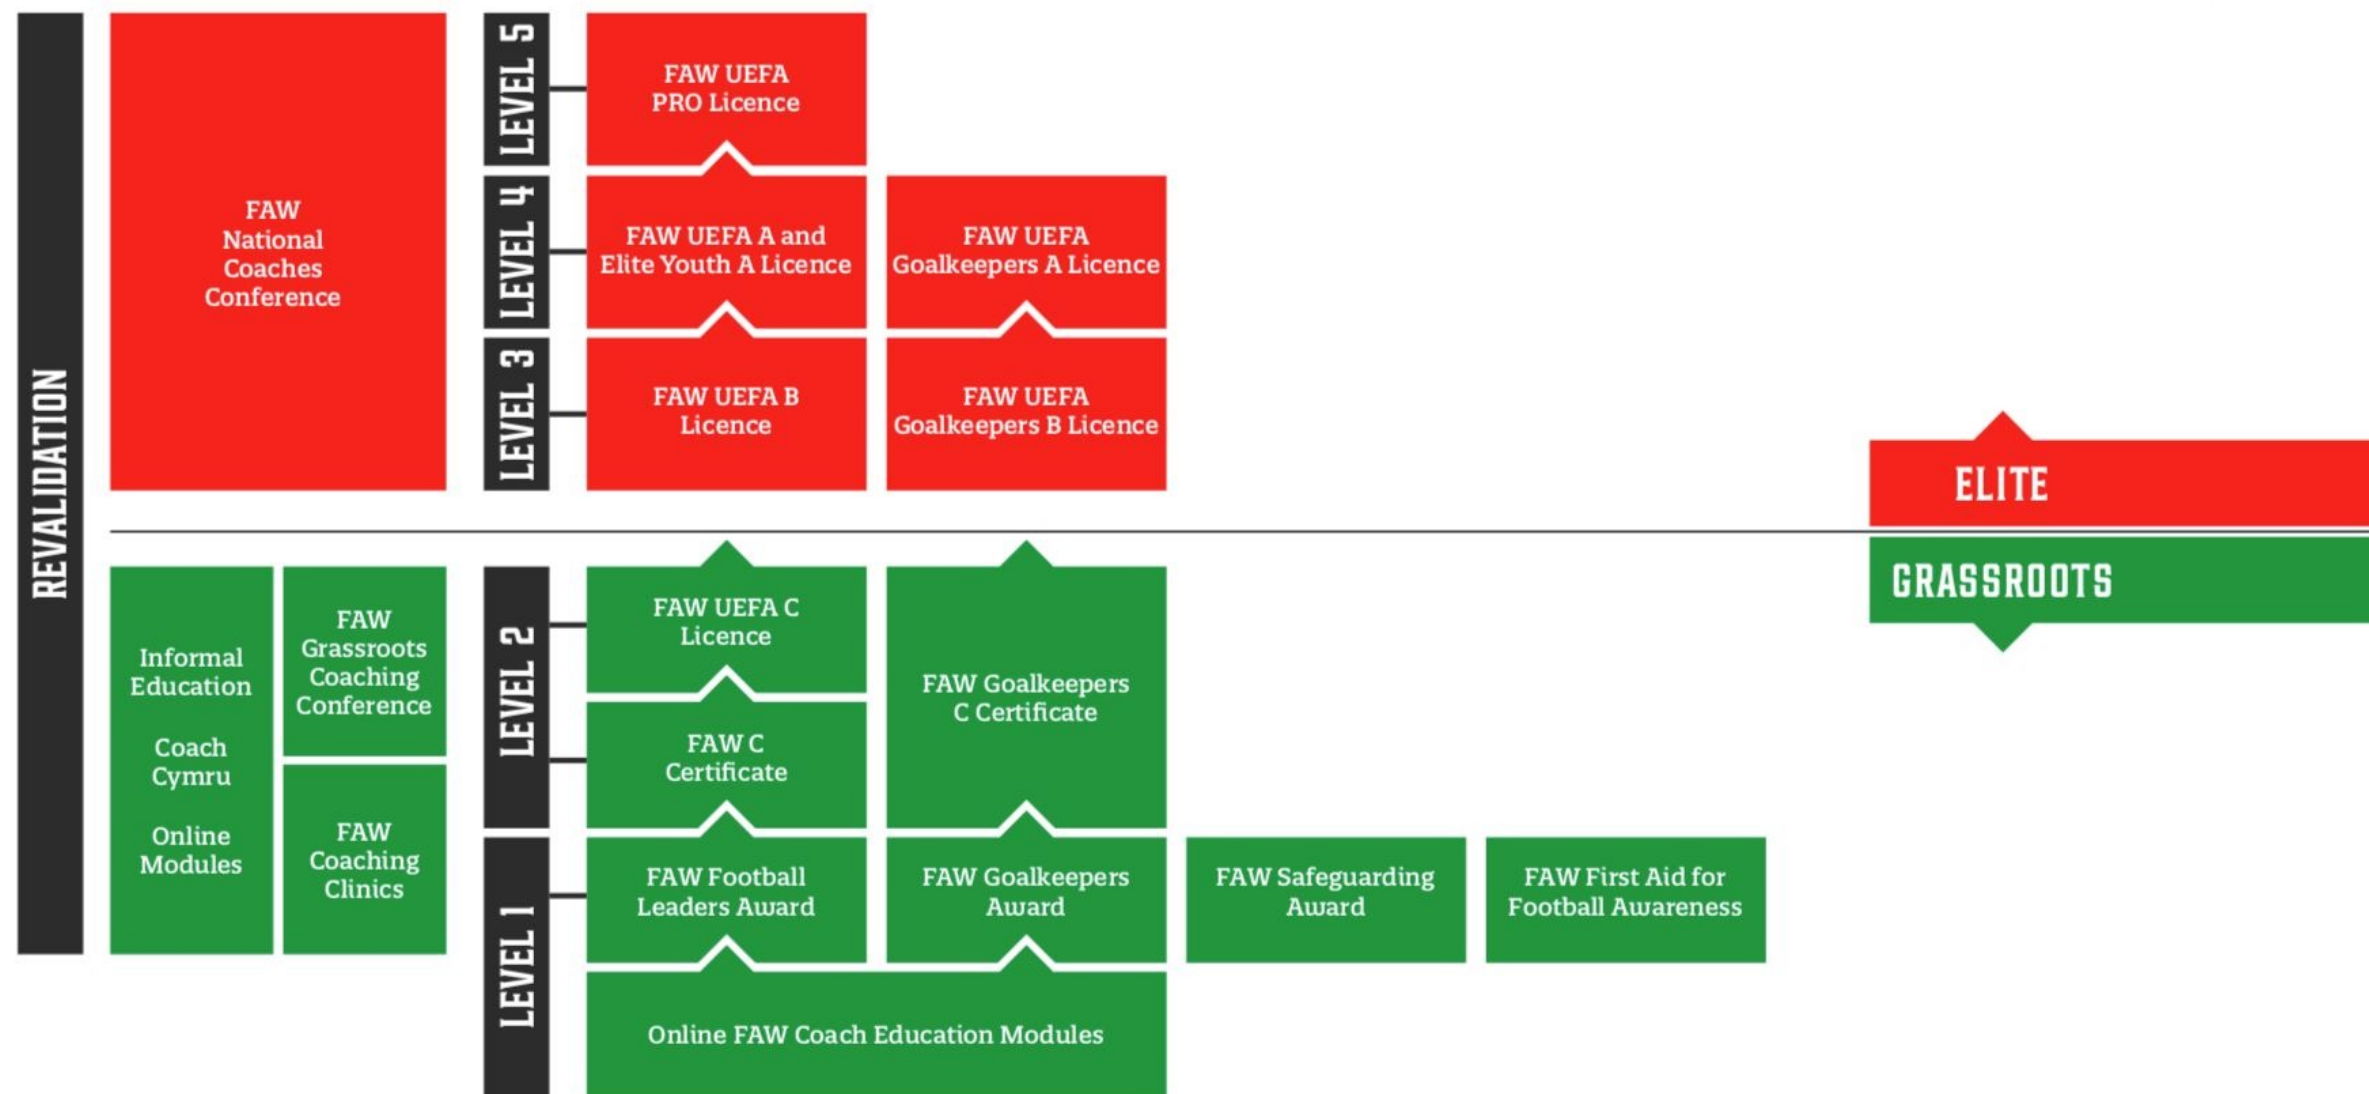 REVALIDATION
FAW
National
Coaches
Conference
LEVEL 5
FAW UEFA
PRO Licence
LEVEL 4
FAW UEFA A and
Elite Youth A Licence
FAW UEFA
Goalkeepers A Licence
LEVEL 3
FAW UEFA B
Licence
FAW UEFA
Goalkeepers B Licence
ELITE
GRASSROOTS
Informal
Education
Coach
Cymru
Online
Modules
FAW
Grassroots
Coaching
Conference
FAW
Coaching
Clinics
LEVEL 2
FAW UEFA C
Licence
FAW C
Certificate
FAW Goalkeepers
C Certificate
LEVEL 1
FAW Football
Leaders Award
FAW Goalkeepers
Award
FAW Safeguarding
Award
FAW First Aid for
Football Awareness
Online FAW Coach Education Modules